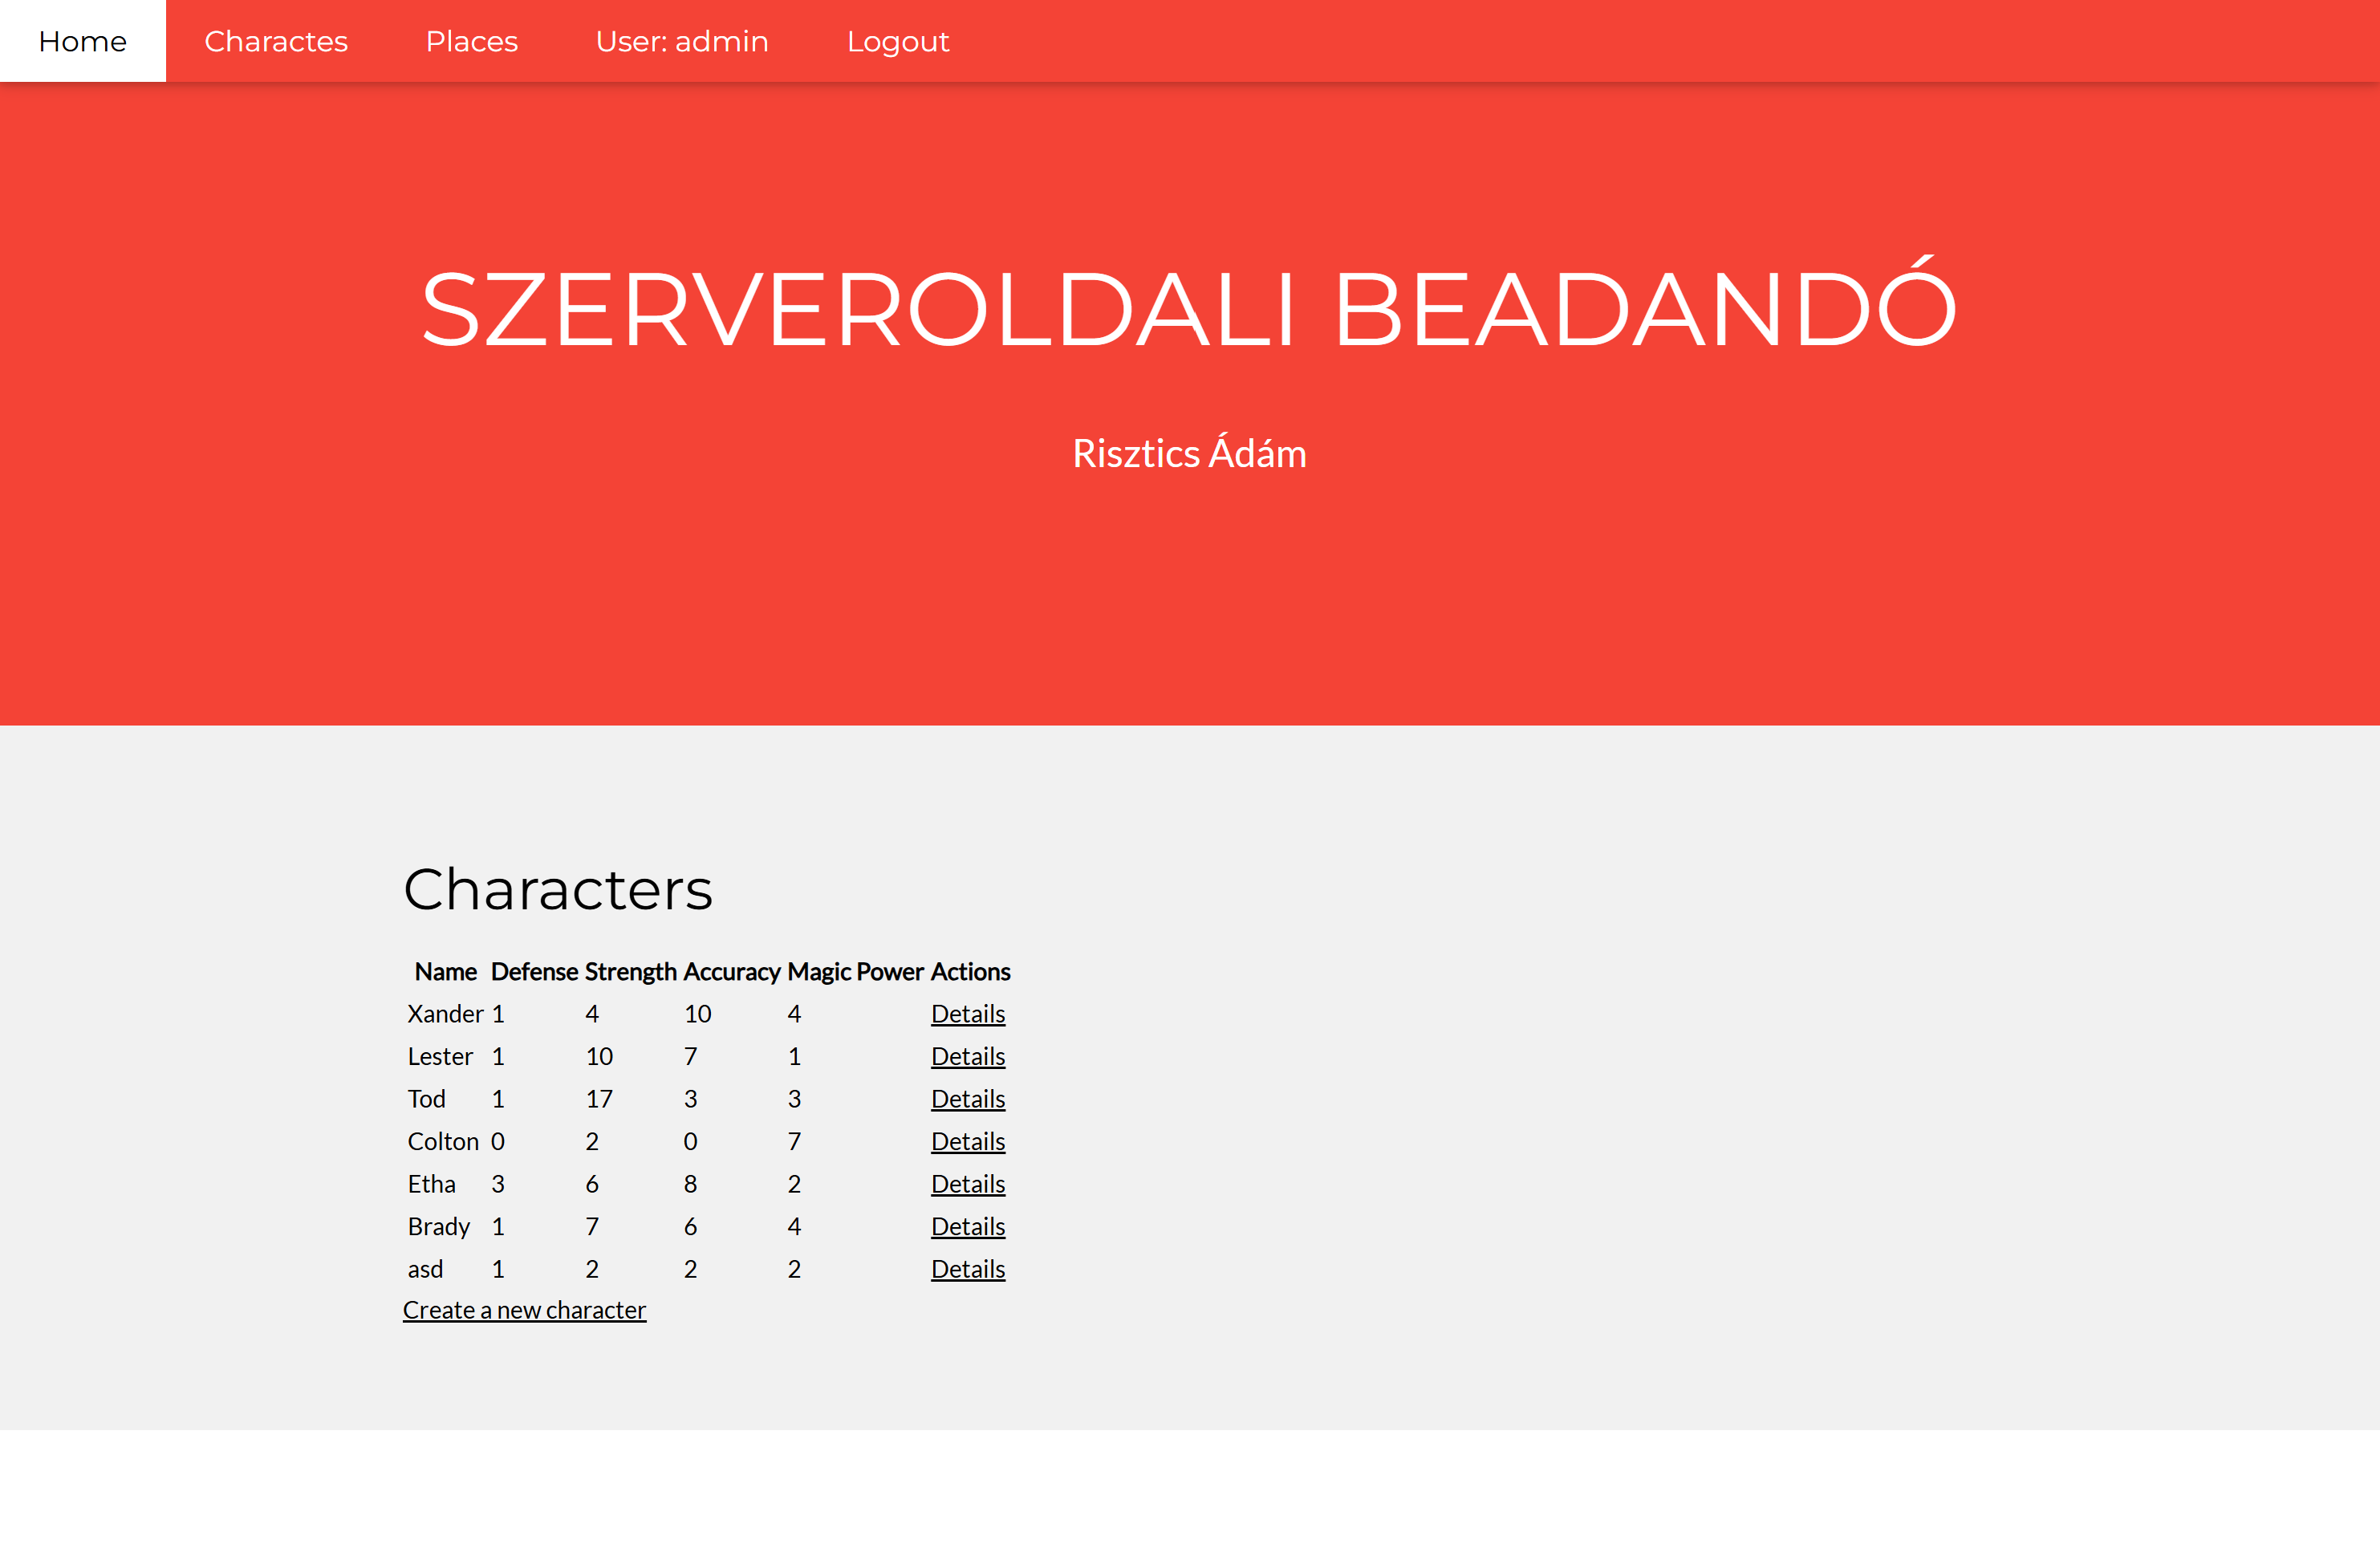 Home Charactes Places User: admin Logout
SZERVEROLDALI BEADANDÓ
Risztics Ádám
Characters
Name Defense Strength Accuracy Magic Power Actions
Xander 1 4 10 4 Details
Lester 1 10 7 1 Details
Tod 1 17 3 3 Details
Colton 0 2 0 7 Details
Etha 3 6 8 2 Details
Brady 1 7 6 4 Details
asd 1 2 2 2 Details
Create a new character